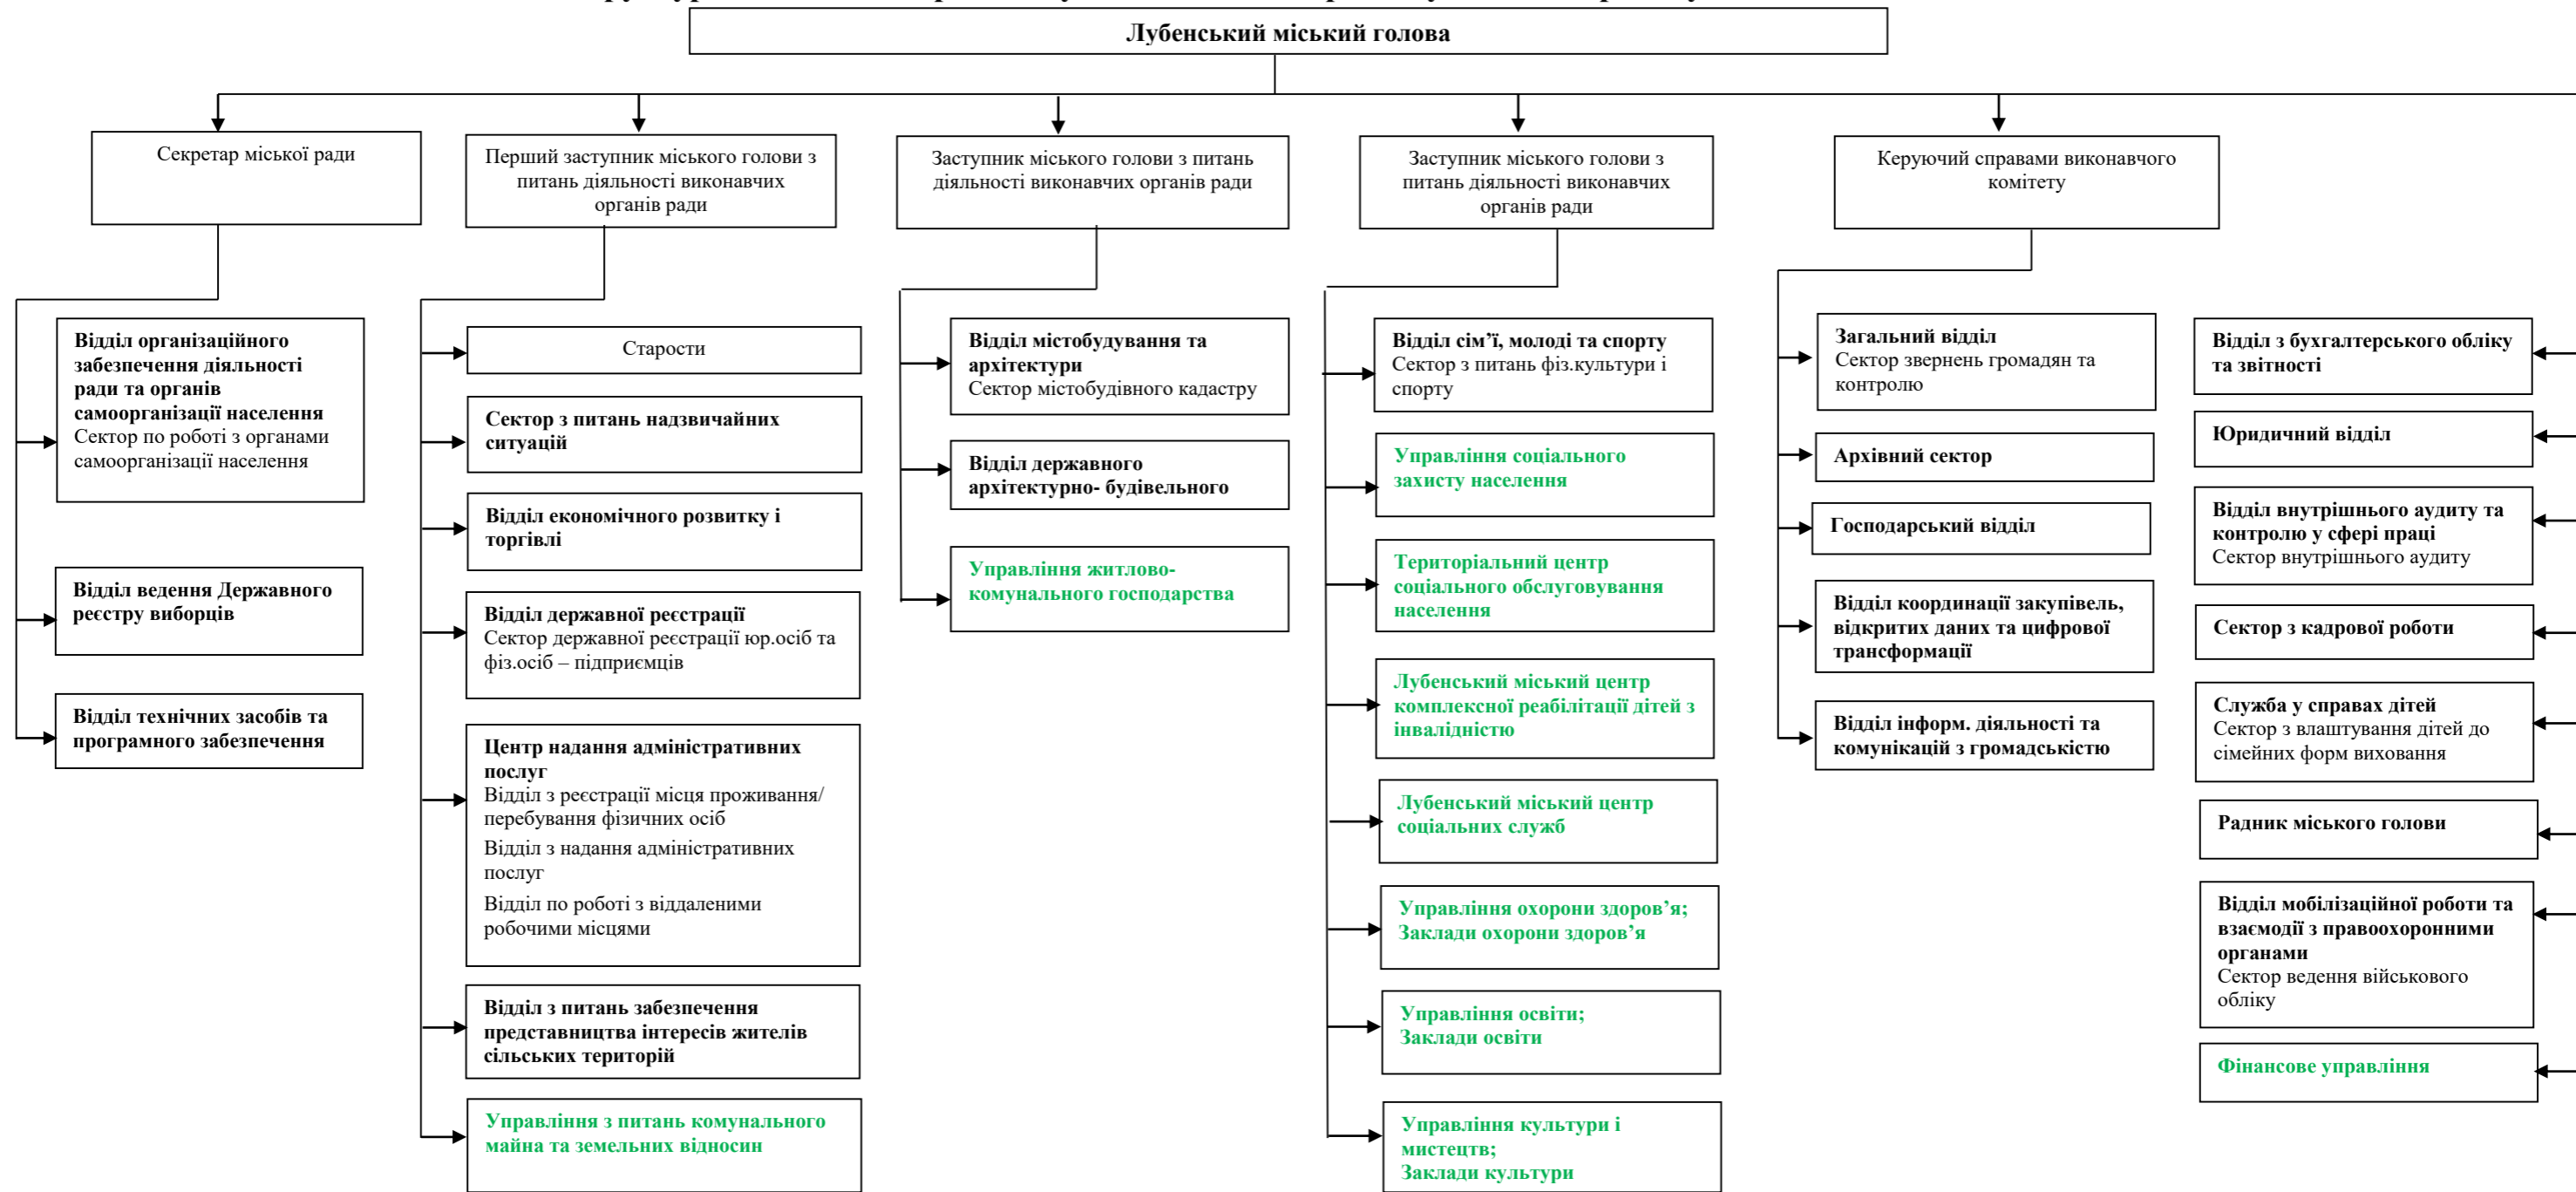 Лубенський міський голова
Секретар міської ради
Перший заступник міського голови з
питань діяльності виконавчих
органів ради
Заступник міського голови з питань
діяльності виконавчих органів ради
Заступник міського голови з
питань діяльності виконавчих
органів ради
Керуючий справами виконавчого
комітету
Відділ організаційного
забезпечення діяльності
ради та органів
самоорганізації населення
Сектор по роботі з органами
самоорганізації населення
Відділ ведення Державного
реєстру виборців
Відділ технічних засобів та
програмного забезпечення
Старости
Сектор з питань надзвичайних
ситуацій
Відділ економічного розвитку і
торгівлі
Відділ державної реєстрації
Сектор державної реєстрації юр.осіб та
фіз.осіб – підприємців
Центр надання адміністративних
послуг
Відділ з реєстрації місця проживання/
перебування фізичних осіб
Відділ з надання адміністративних
послуг
Відділ по роботі з віддаленими
робочими місцями
Відділ з питань забезпечення
представництва інтересів жителів
сільських територій
Управління з питань комунального
майна та земельних відносин
Відділ містобудування та
архітектури
Сектор містобудівного кадастру
Відділ державного
архітектурно- будівельного
Управління житлово-
комунального господарства
Відділ сім’ї, молоді та спорту
Сектор з питань фіз.культури і
спорту
Управління соціального
захисту населення
Територіальний центр
соціального обслуговування
населення
Лубенський міський центр
комплексної реабілітації дітей з
інвалідністю
Лубенський міський центр
соціальних служб
Управління охорони здоров’я;
Заклади охорони здоров’я
Управління освіти;
Заклади освіти
Управління культури і
мистецтв;
Заклади культури
Загальний відділ
Сектор звернень громадян та
контролю
Архівний сектор
Господарський відділ
Відділ координації закупівель,
відкритих даних та цифрової
трансформації
Відділ інформ. діяльності та
комунікацій з громадськістю
Відділ з бухгалтерського обліку
та звітності
Юридичний відділ
Відділ внутрішнього аудиту та
контролю у сфері праці
Сектор внутрішнього аудиту
Сектор з кадрової роботи
Служба у справах дітей
Сектор з влаштування дітей до
сімейних форм виховання
Радник міського голови
Відділ мобілізаційної роботи та
взаємодії з правоохоронними
органами
Сектор ведення військового
обліку
Фінансове управління